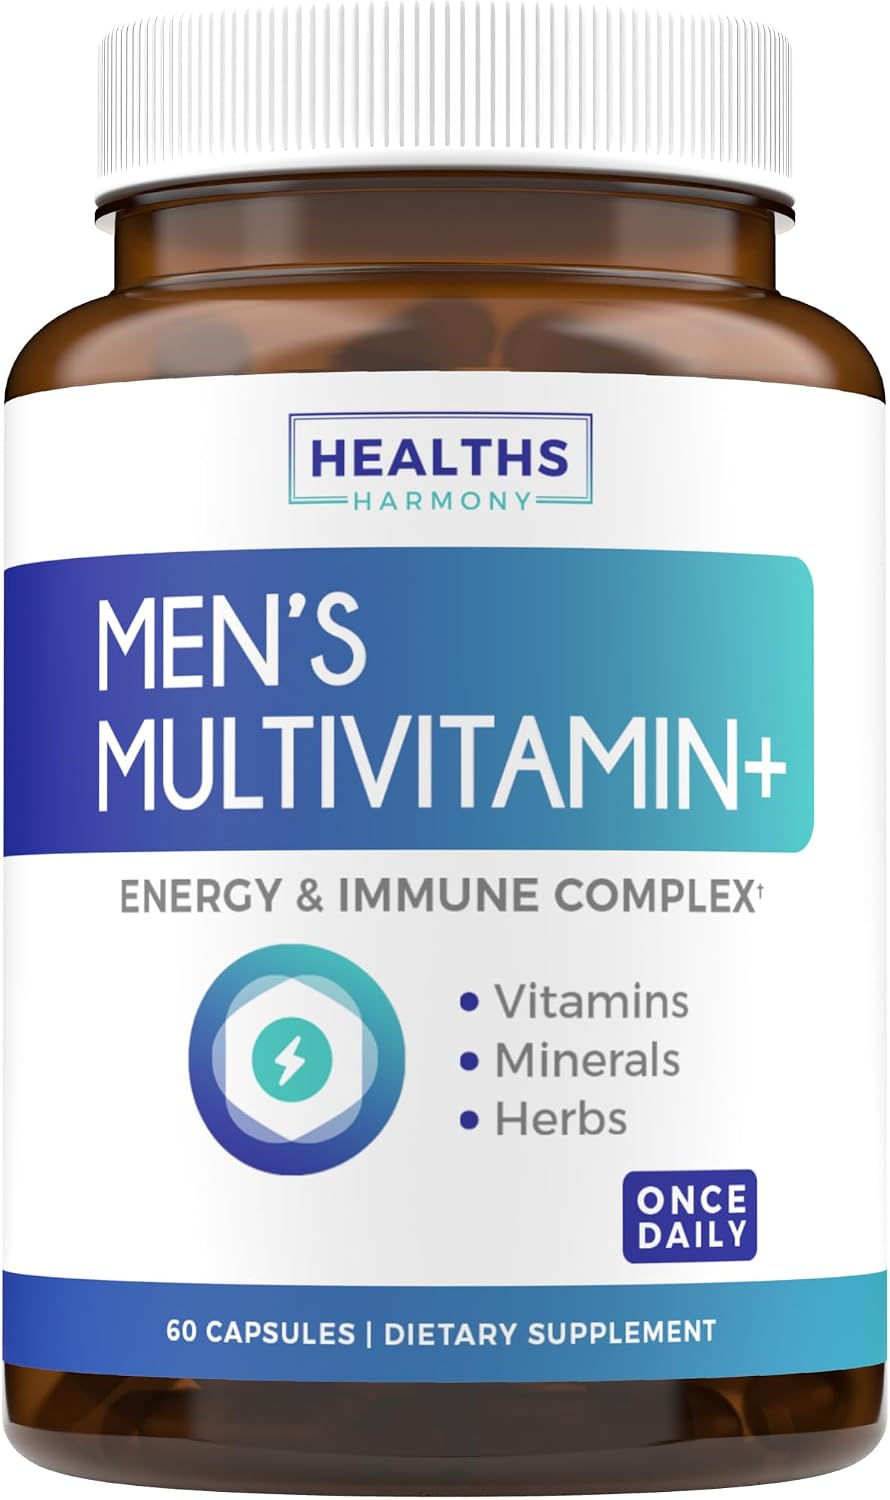 HEALTHS
HARMONY
MEN'S
MULTIVITAMIN+
ENERGY & IMMUNE COMPLEX†
• Vitamins
• Minerals
• Herbs
ONCE
DAILY
60 CAPSULES | DIETARY SUPPLEMENT